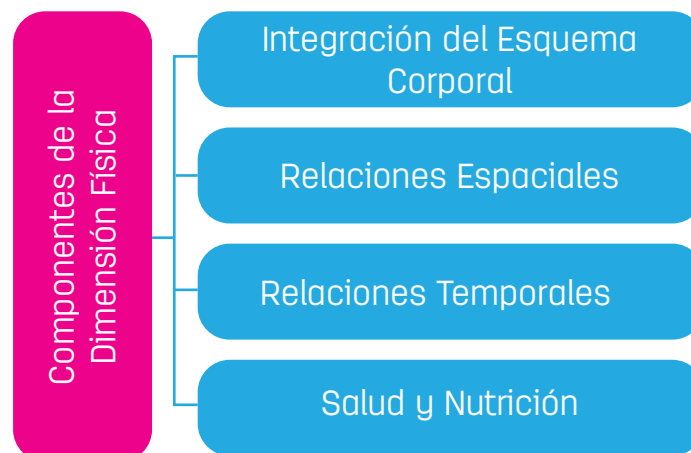 Componentes de la
Dimensión Física
Integración del Esquema
Corporal
Relaciones Espaciales
Relaciones Temporales
Salud y Nutrición